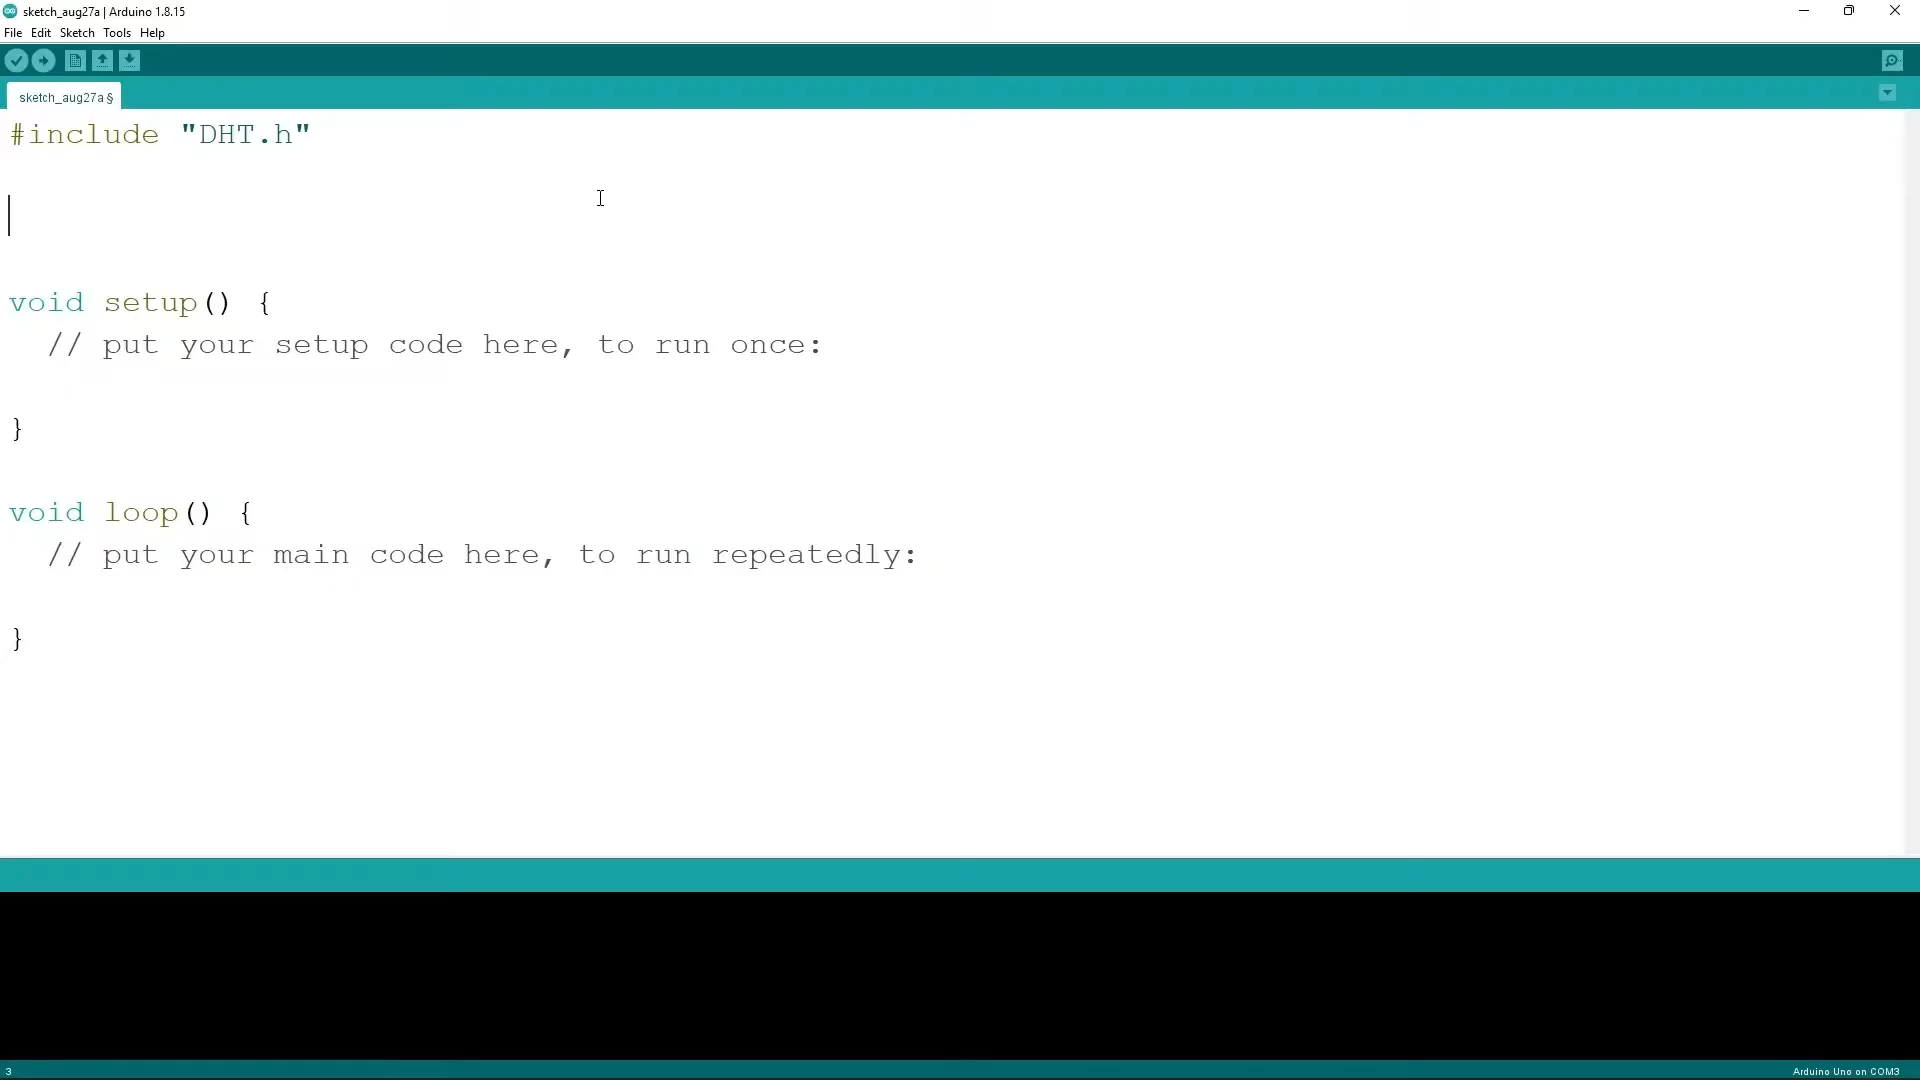 sketch_aug27a | Arduino 1.8.15
File Edit Sketch Tools Help
sketch_aug27a §
#include "DHT.h"
void setup() {
  // put your setup code here, to run once:
}
void loop() {
  // put your main code here, to run repeatedly:
}
3
Arduino Uno on COM3